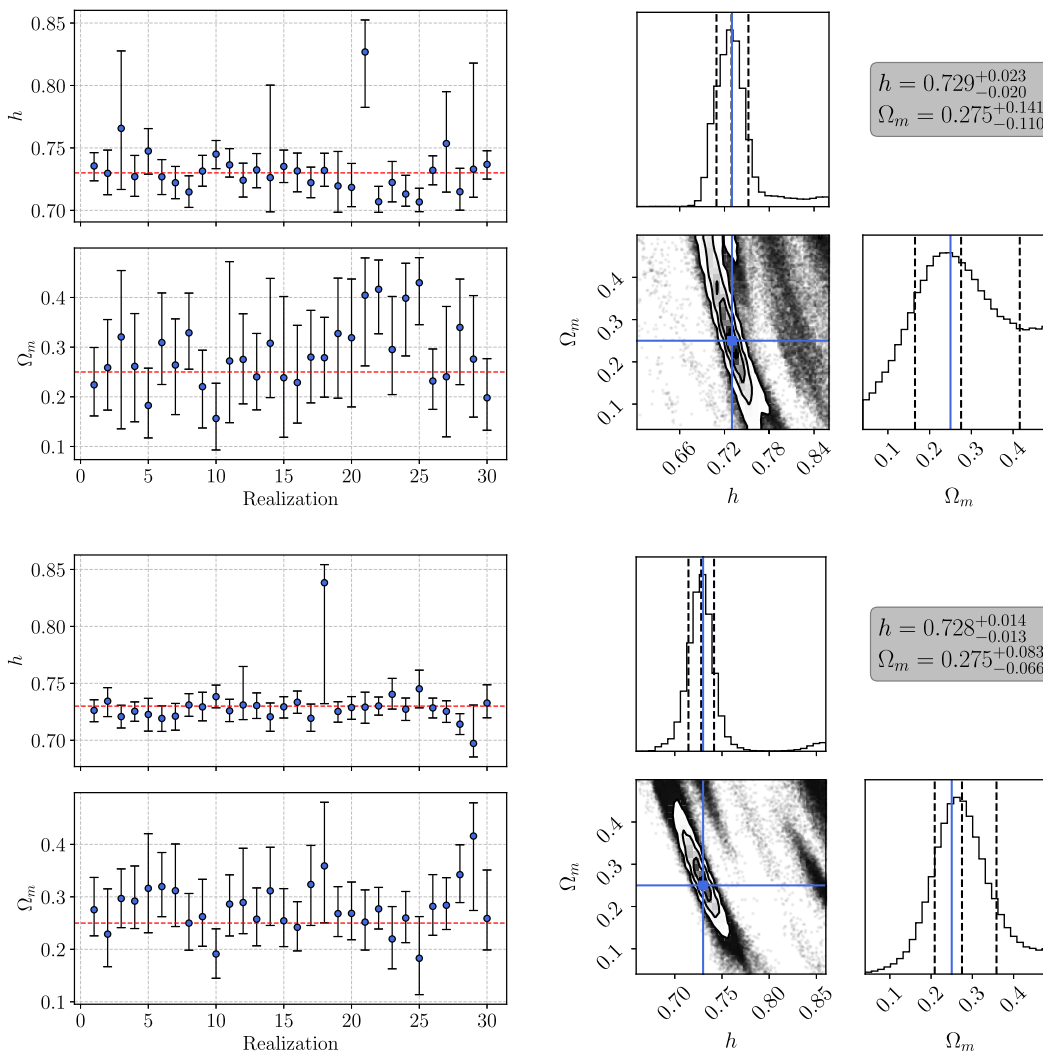 0.85
0.80
0.75
0.70
h
0.4
0.3
0.2
0.1
Ω_m
0 5 10 15 20 25 30
Realization
h = 0.729^{+0.023}_{-0.020}
Ω_m = 0.275^{+0.141}_{-0.110}
0.4
0.3
0.2
0.1
Ω_m
0.66 0.72 0.78 0.84
h
0.1 0.2 0.3 0.4
Ω_m
0.85
0.80
0.75
0.70
h
0.4
0.3
0.2
0.1
Ω_m
0 5 10 15 20 25 30
Realization
h = 0.728^{+0.014}_{-0.013}
Ω_m = 0.275^{+0.083}_{-0.066}
0.4
0.3
0.2
0.1
Ω_m
0.70 0.75 0.80 0.85
h
0.1 0.2 0.3 0.4
Ω_m